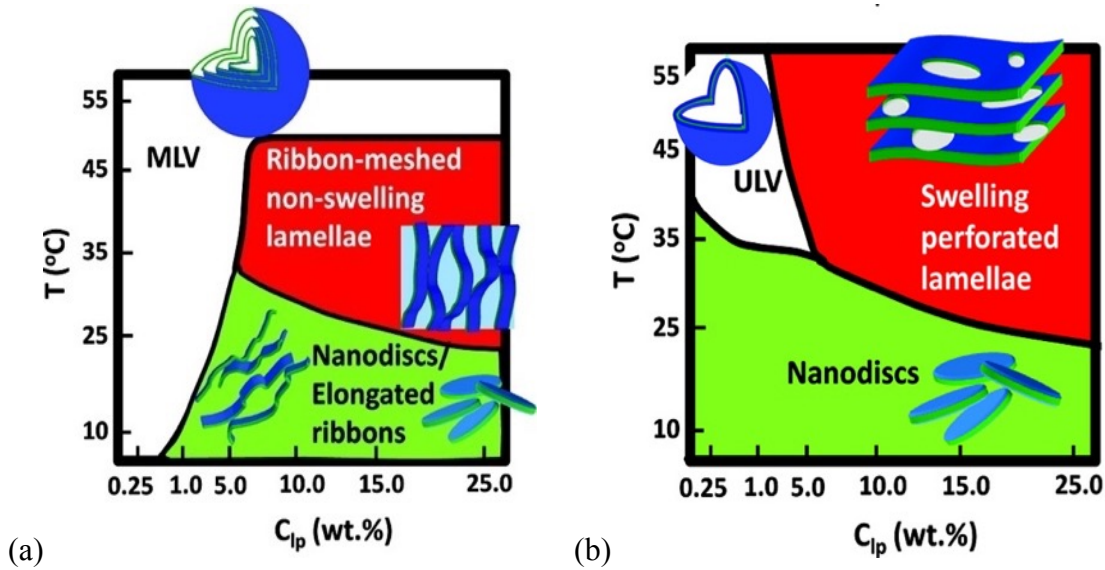 55
MLV
45
35
25
10
T (°C)
Ribbon-meshed
non-swelling
lamellae
Nanodiscs/
Elongated
ribbons
0.25 1.0 5.0 10.0 15.0 25.0
C_lp (wt.%)
(a)
55
45
35
25
10
T (°C)
ULV
Swelling
perforated
lamellae
Nanodiscs
0.25 1.0 5.0 10.0 15.0 25.0
C_lp (wt.%)
(b)